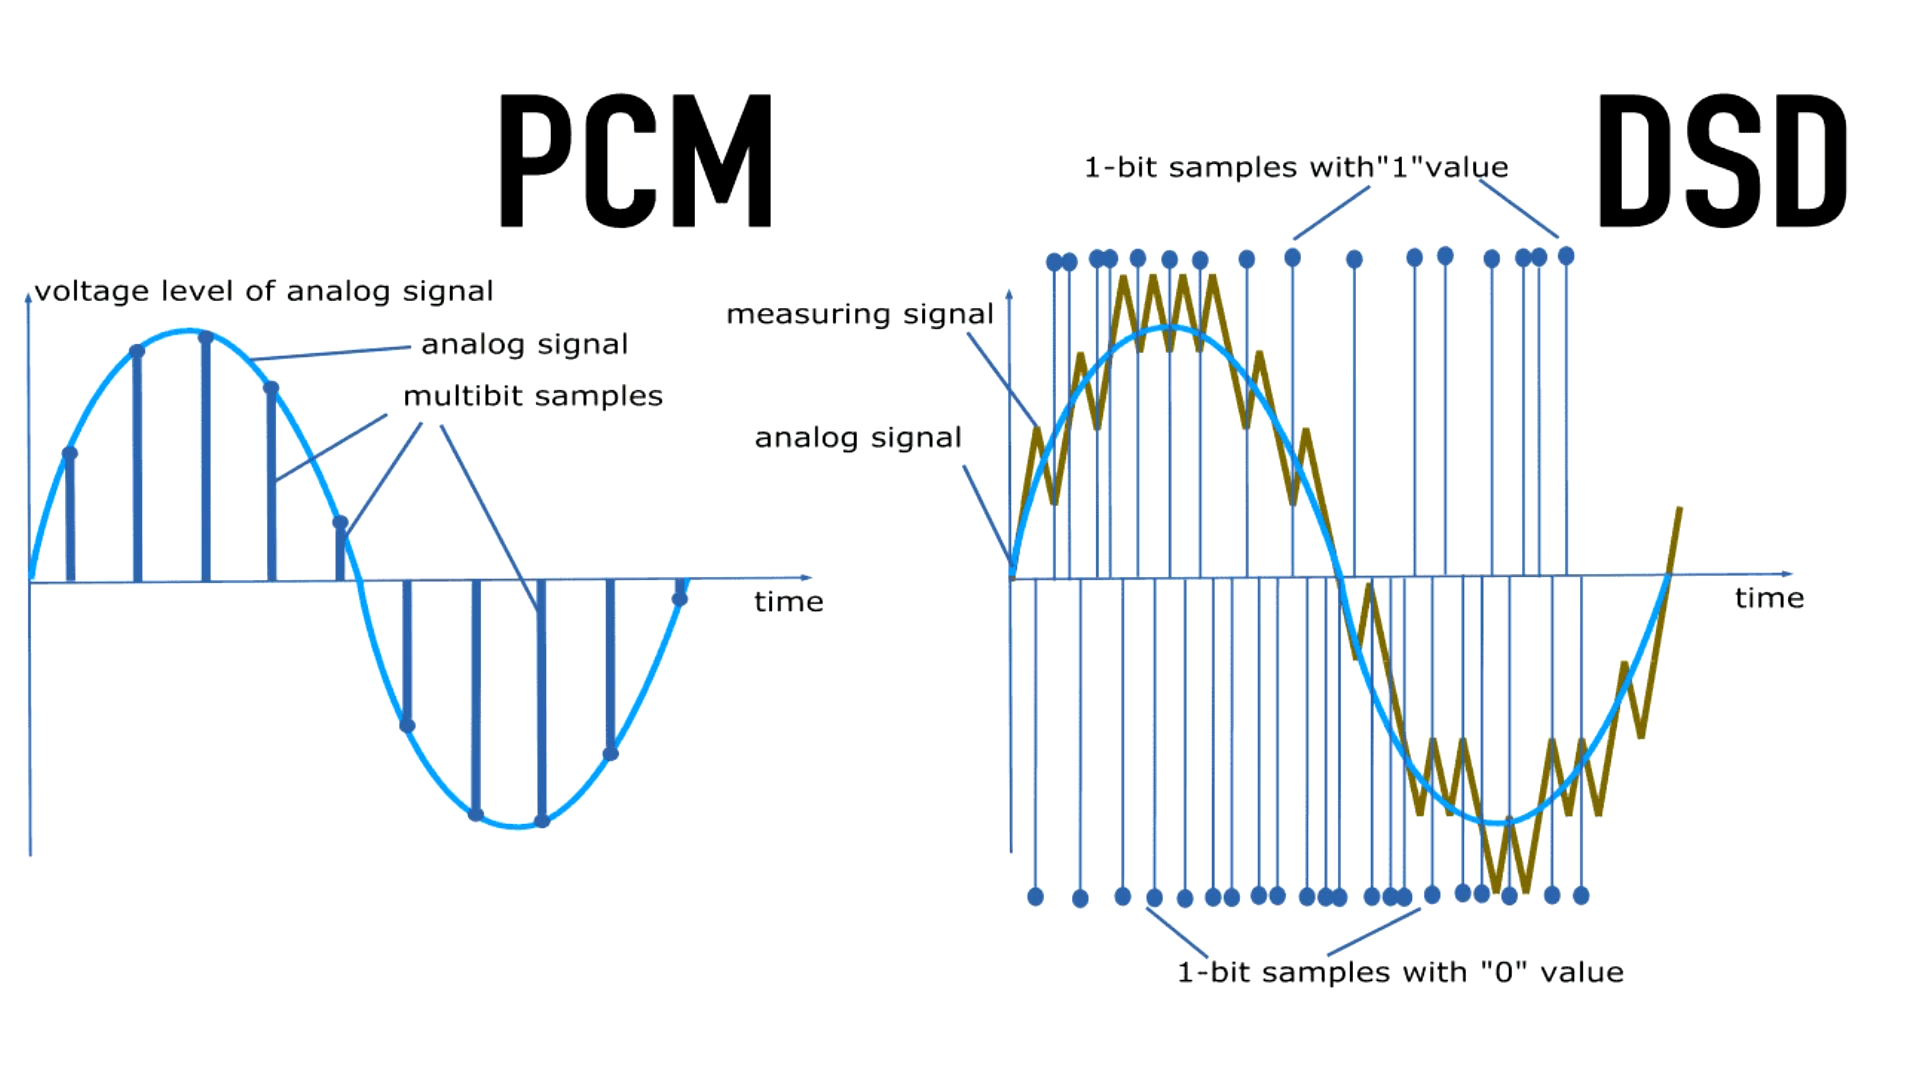 PCM
voltage level of analog signal
analog signal
multibit samples
time
DSD
1-bit samples with"1"value
measuring signal
analog signal
time
1-bit samples with "0" value